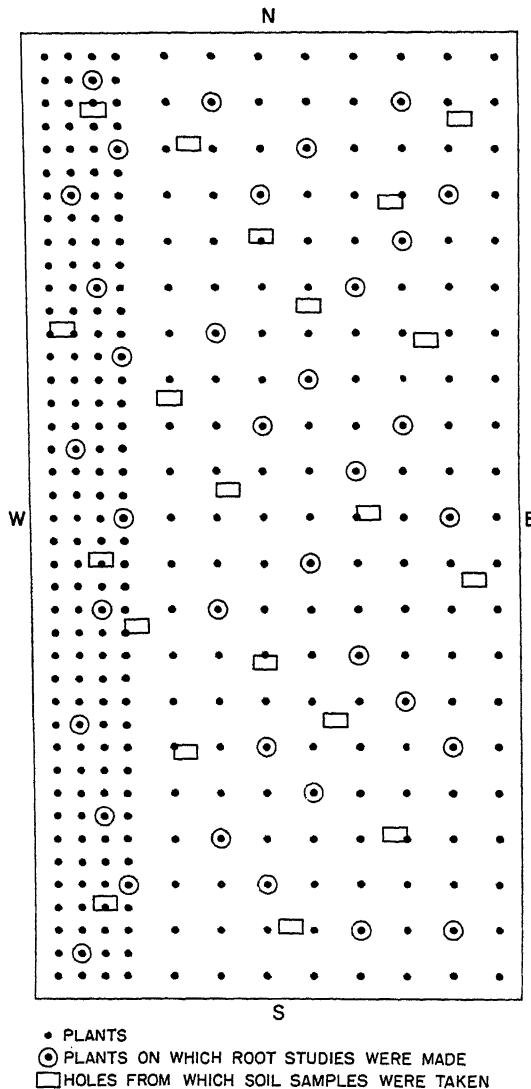 N
W
E
S
PLANTS
PLANTS ON WHICH ROOT STUDIES WERE MADE
HOLES FROM WHICH SOIL SAMPLES WERE TAKEN